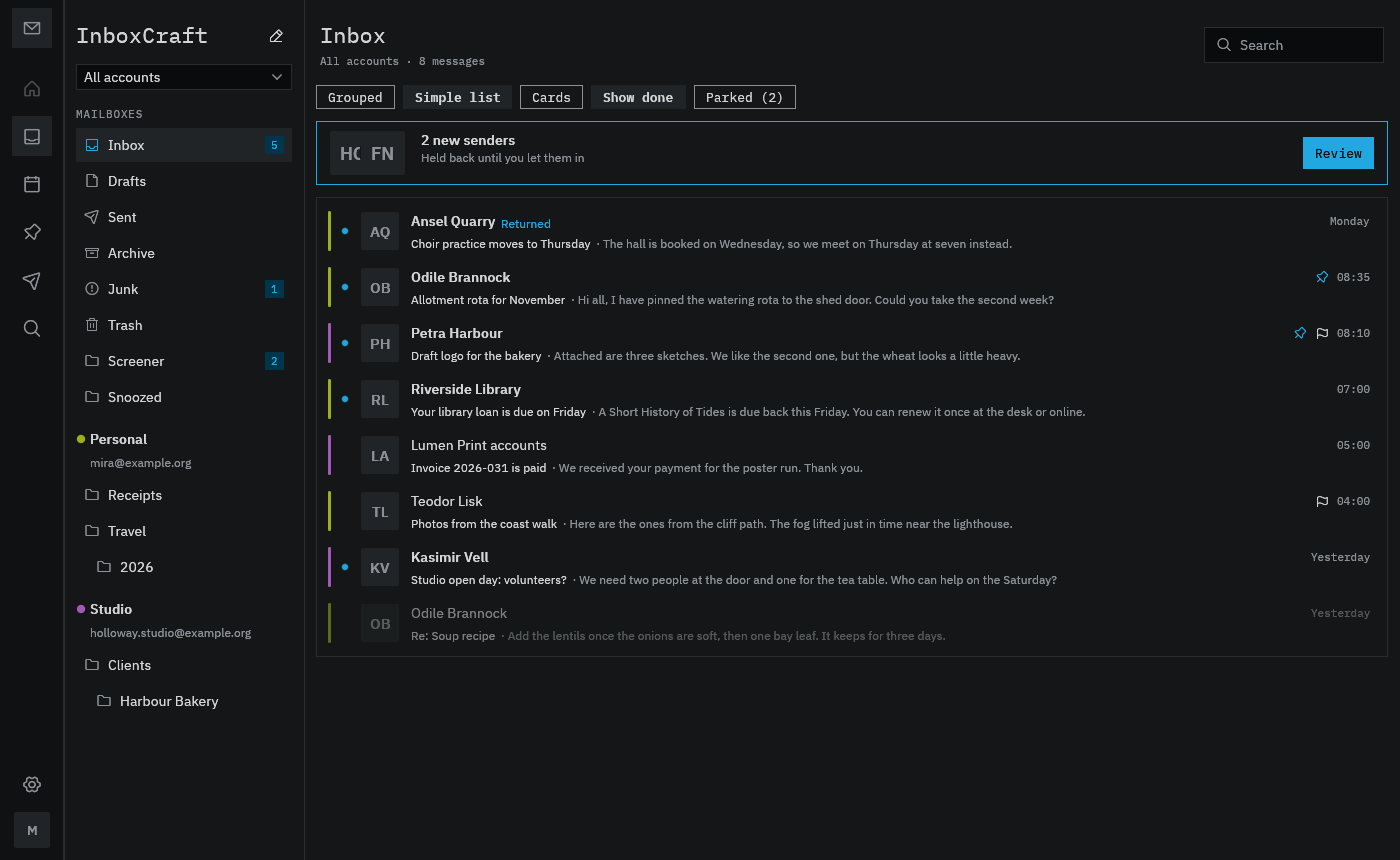 InboxCraft
All accounts
MAILBOXES
Inbox 5
Drafts
Sent
Archive
Junk 1
Trash
Screener 2
Snoozed
Personal
mira@example.org
Receipts
Travel
2026
Studio
holloway.studio@example.org
Clients
Harbour Bakery
M
Inbox
All accounts · 8 messages
Search
Grouped Simple list Cards Show done Parked (2)
FN
2 new senders
Held back until you let them in
Review
AQ Ansel Quarry Returned Monday
Choir practice moves to Thursday · The hall is booked on Wednesday, so we meet on Thursday at seven instead.
OB Odile Brannock 08:35
Allotment rota for November · Hi all, I have pinned the watering rota to the shed door. Could you take the second week?
PH Petra Harbour 08:10
Draft logo for the bakery · Attached are three sketches. We like the second one, but the wheat looks a little heavy.
RL Riverside Library 07:00
Your library loan is due on Friday · A Short History of Tides is due back this Friday. You can renew it once at the desk or online.
LA Lumen Print accounts 05:00
Invoice 2026-031 is paid · We received your payment for the poster run. Thank you.
TL Teodor Lisk 04:00
Photos from the coast walk · Here are the ones from the cliff path. The fog lifted just in time near the lighthouse.
KV Kasimir Vell Yesterday
Studio open day: volunteers? · We need two people at the door and one for the tea table. Who can help on the Saturday?
OB Odile Brannock Yesterday
Re: Soup recipe · Add the lentils once the onions are soft, then one bay leaf. It keeps for three days.